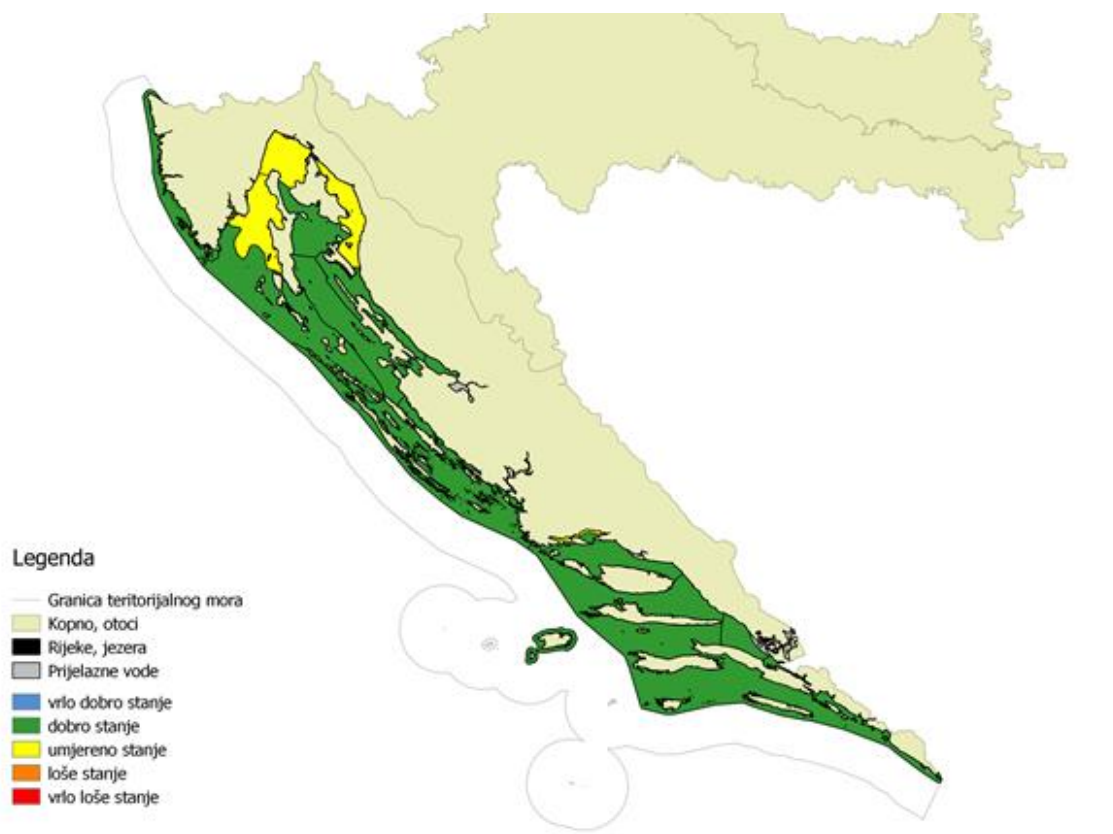 Legenda
Granica teritorijalnog mora
Kopno, otoci
Rijeke, jezera
Prijelazne vode
vrlo dobro stanje
dobro stanje
umjereno stanje
loše stanje
vrlo loše stanje